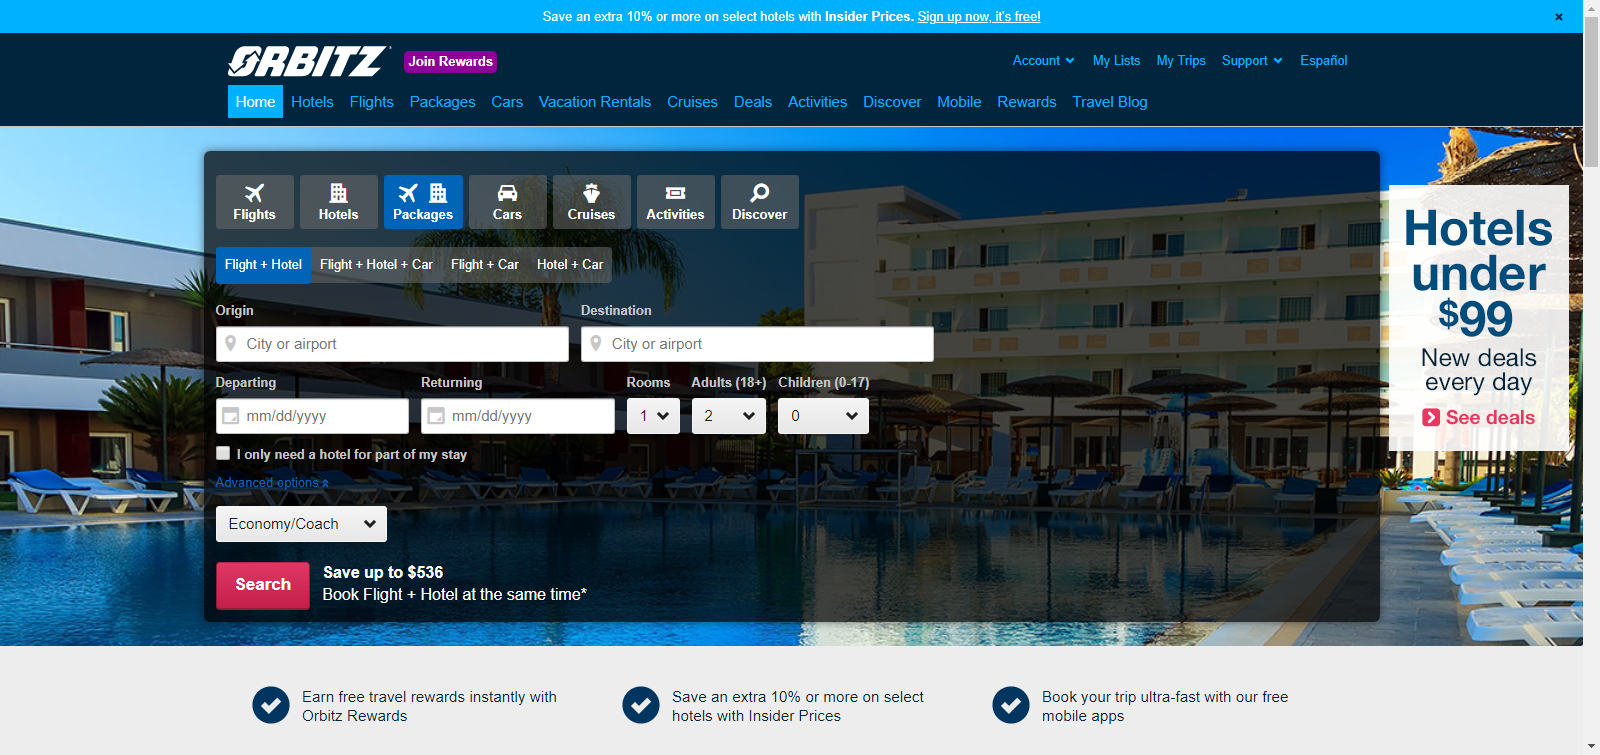 Save an extra 10% or more on select hotels with Insider Prices. Sign up now, it's free!
×
ORBITZ
Join Rewards
Account
My Lists
My Trips
Support
Español
Home
Hotels
Flights
Packages
Cars
Vacation Rentals
Cruises
Deals
Activities
Discover
Mobile
Rewards
Travel Blog
Flights
Hotels
Packages
Cars
Cruises
Activities
Discover
Flight + Hotel
Flight + Hotel + Car
Flight + Car
Hotel + Car
Origin
Destination
City or airport
City or airport
Departing
Returning
Rooms
Adults (18+)
Children (0-17)
mm/dd/yyyy
mm/dd/yyyy
1
2
0
I only need a hotel for part of my stay
Advanced options
Economy/Coach
Search
Save up to $536
Book Flight + Hotel at the same time*
Hotels
under
$99
New deals
every day
See deals
Earn free travel rewards instantly with
Orbitz Rewards
Save an extra 10% or more on select
hotels with Insider Prices
Book your trip ultra-fast with our free
mobile apps